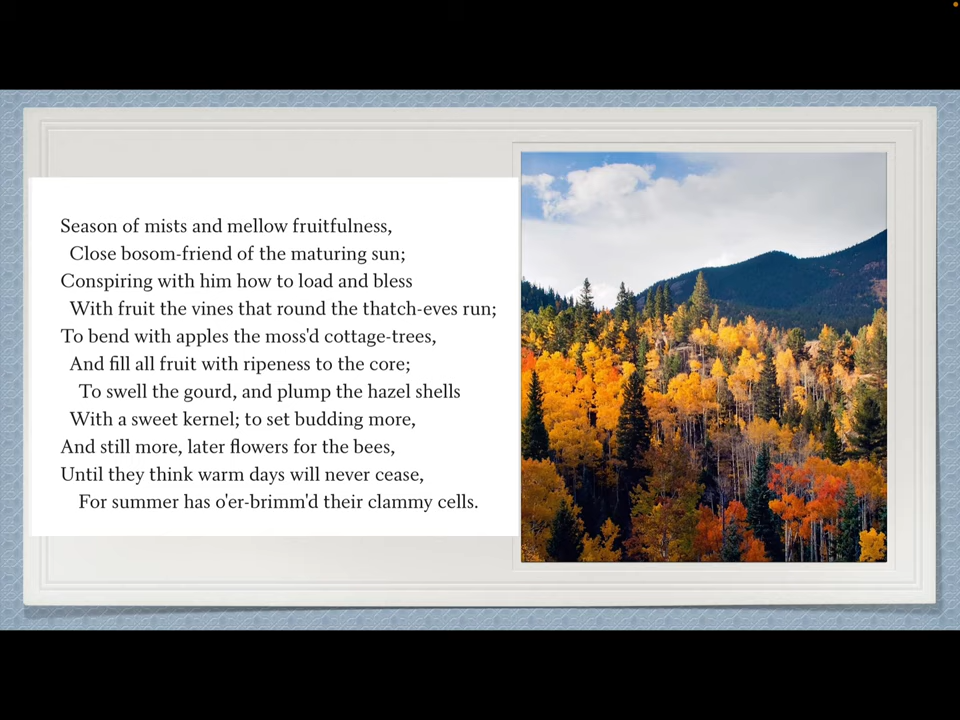 Season of mists and mellow fruitfulness,
Close bosom-friend of the maturing sun;
Conspiring with him how to load and bless
With fruit the vines that round the thatch-eves run;
To bend with apples the moss'd cottage-trees,
And fill all fruit with ripeness to the core;
To swell the gourd, and plump the hazel shells
With a sweet kernel; to set budding more,
And still more, later flowers for the bees,
Until they think warm days will never cease,
For summer has o'er-brimm'd their clammy cells.